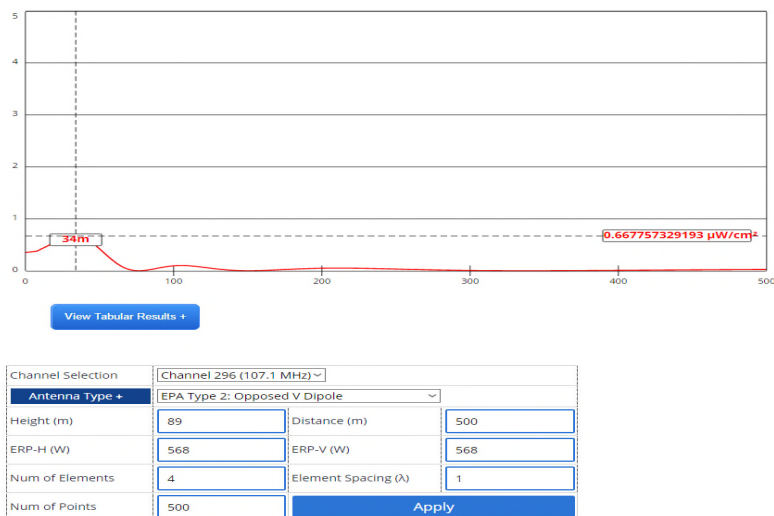 5
4
3
2
1
34m
0.667757329193 μW/cm²
0
0 100 200 300 400 500
View Tabular Results +
Channel Selection Channel 296 (107.1 MHz)
Antenna Type + EPA Type 2: Opposed V Dipole
Height (m) 89 Distance (m) 500
ERP-H (W) 568 ERP-V (W) 568
Num of Elements 4 Element Spacing (λ) 1
Num of Points 500 Apply